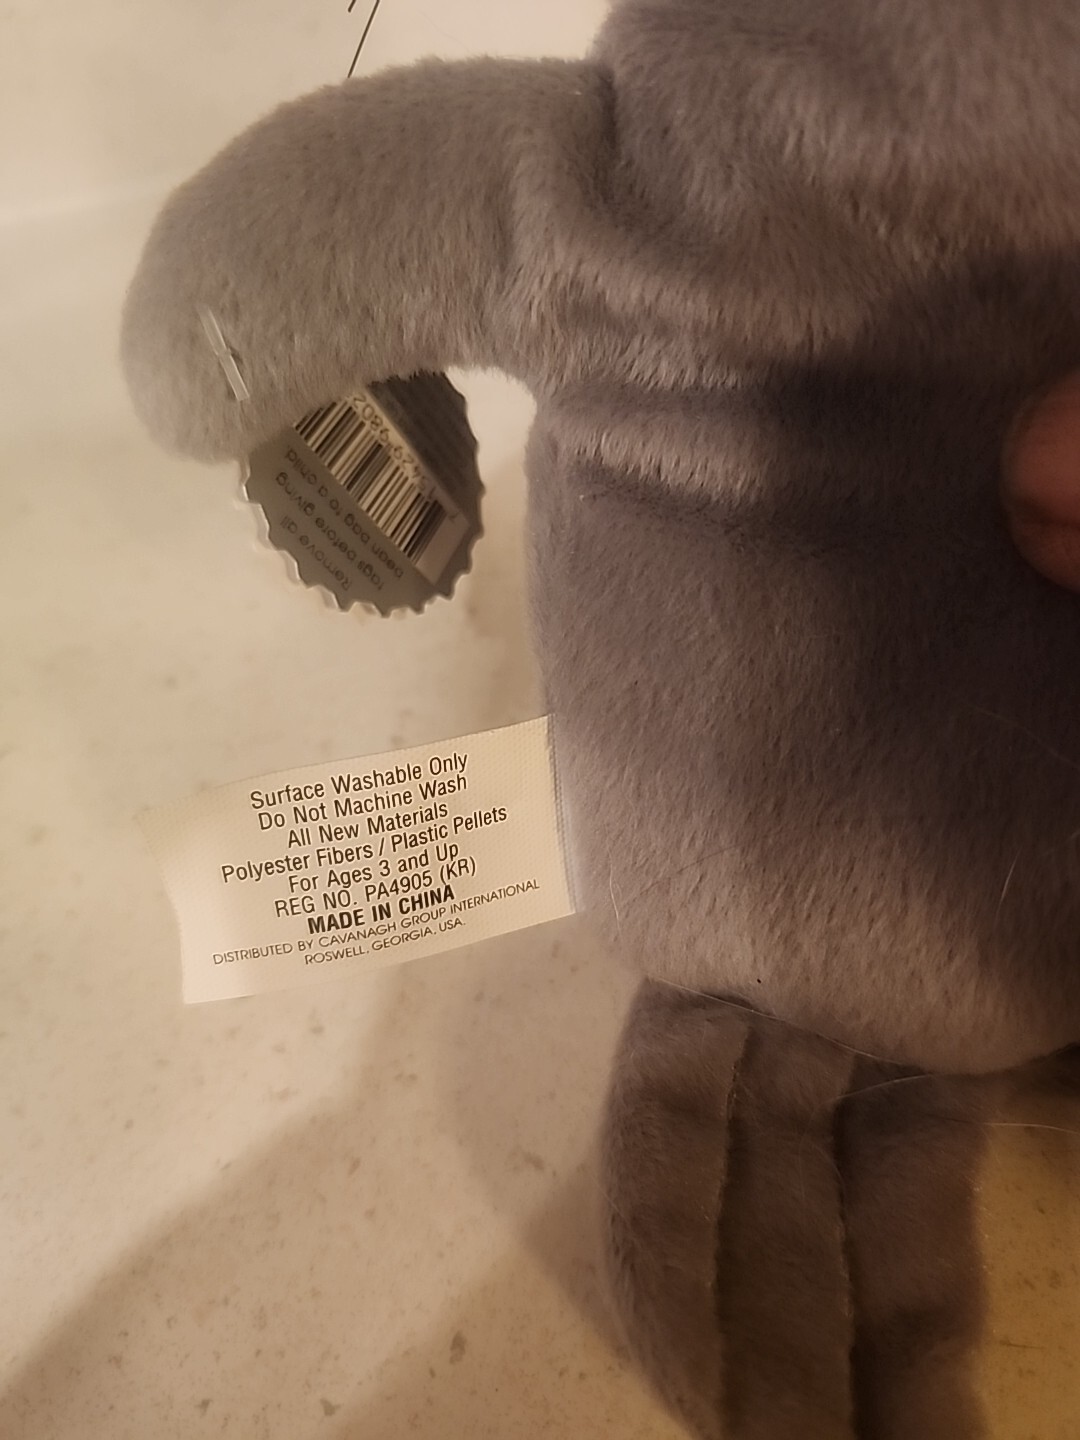 Remove all
tags before giving
bean bag to a child
Surface Washable Only
Do Not Machine Wash
All New Materials
Polyester Fibers / Plastic Pellets
For Ages 3 and Up
REG NO. PA4905 (KR)
MADE IN CHINA
DISTRIBUTED BY CAVANAGH GROUP INTERNATIONAL
ROSWELL, GEORGIA, USA.